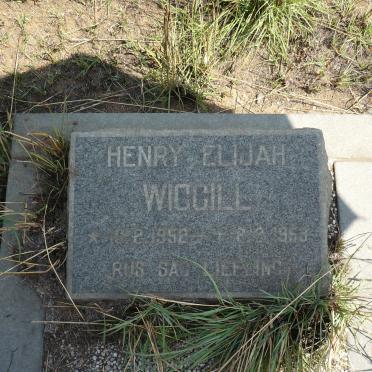 HENRY ELIJAH
WIGGILL
RUS SAG LIEFLING